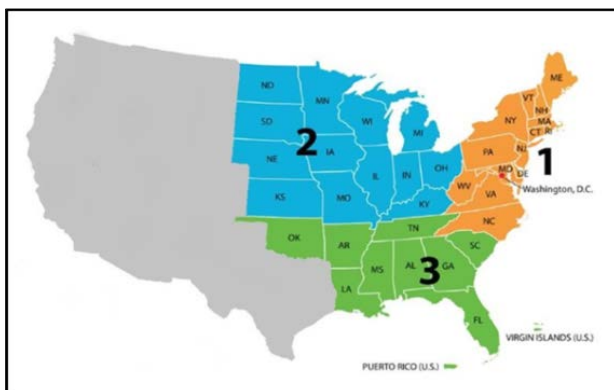 ME
ND
VT
MN
NH
WI
NY
MA
SD
MI
CT RI
2
IA
PA
NJ
1
NE
OH
MD
DE
IL
IN
WV
Washington, D.C.
KS
MO
KY
VA
NC
TN
OK
AR
SC
3
MS
AL
GA
LA
FL
VIRGIN ISLANDS (U.S.)
PUERTO RICO (U.S.)